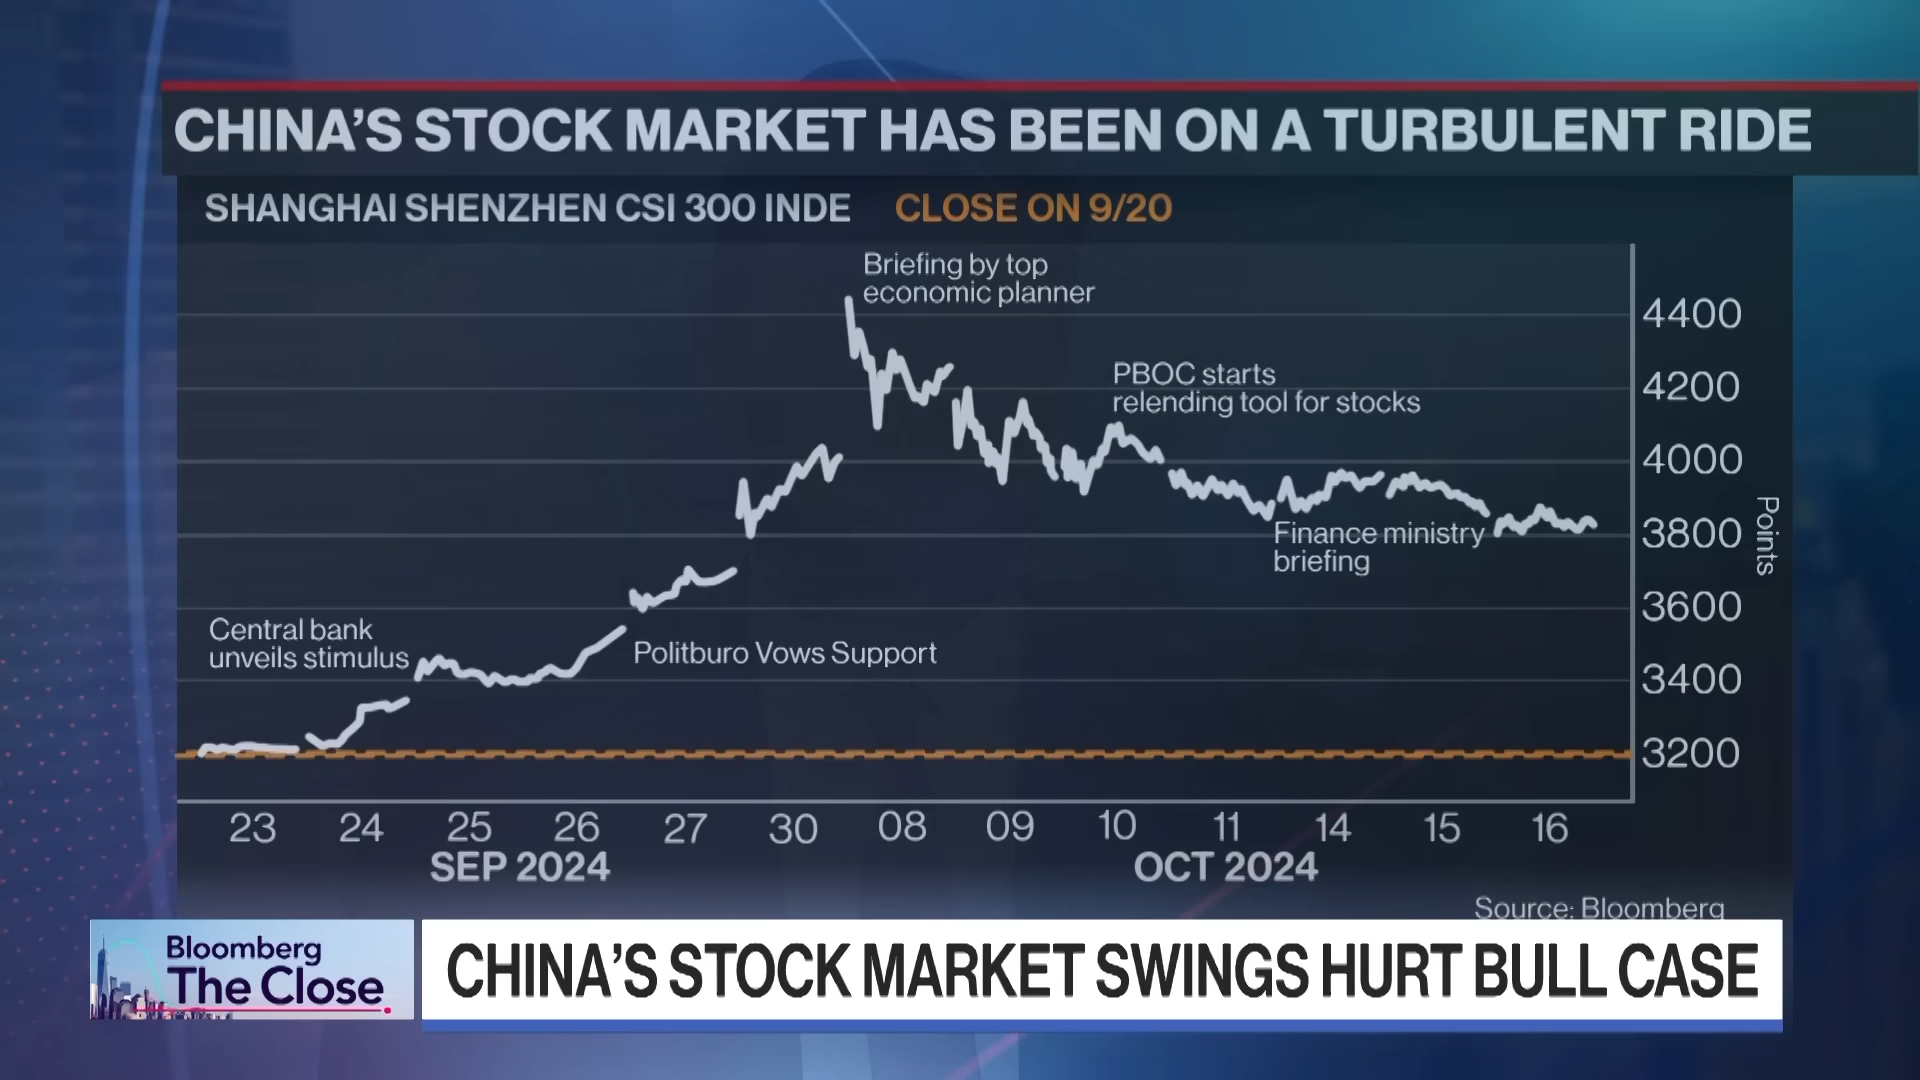 CHINA'S STOCK MARKET HAS BEEN ON A TURBULENT RIDE
SHANGHAI SHENZHEN CSI 300 INDE
CLOSE ON 9/20
Briefing by top
economic planner
PBOC starts
relending tool for stocks
Finance ministry
briefing
Central bank
unveils stimulus
Politburo Vows Support
4400
4200
4000
3800
3600
3400
3200
Points
23 24 25 26 27 30 08 09 10 11 14 15 16
SEP 2024 OCT 2024
Source: Bloomberg
Bloomberg
The Close
CHINA'S STOCK MARKET SWINGS HURT BULL CASE